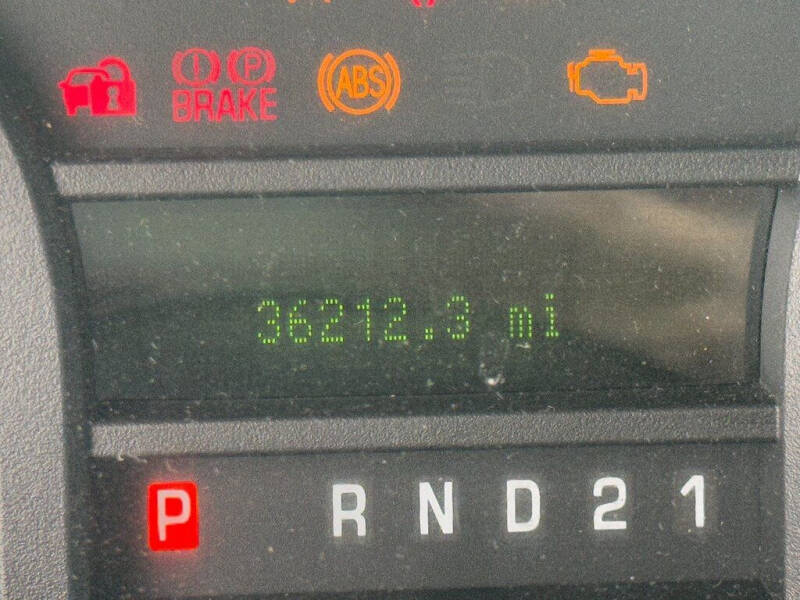 ! P ABS
BRAKE
36212.3 mi
P R N D 2 1